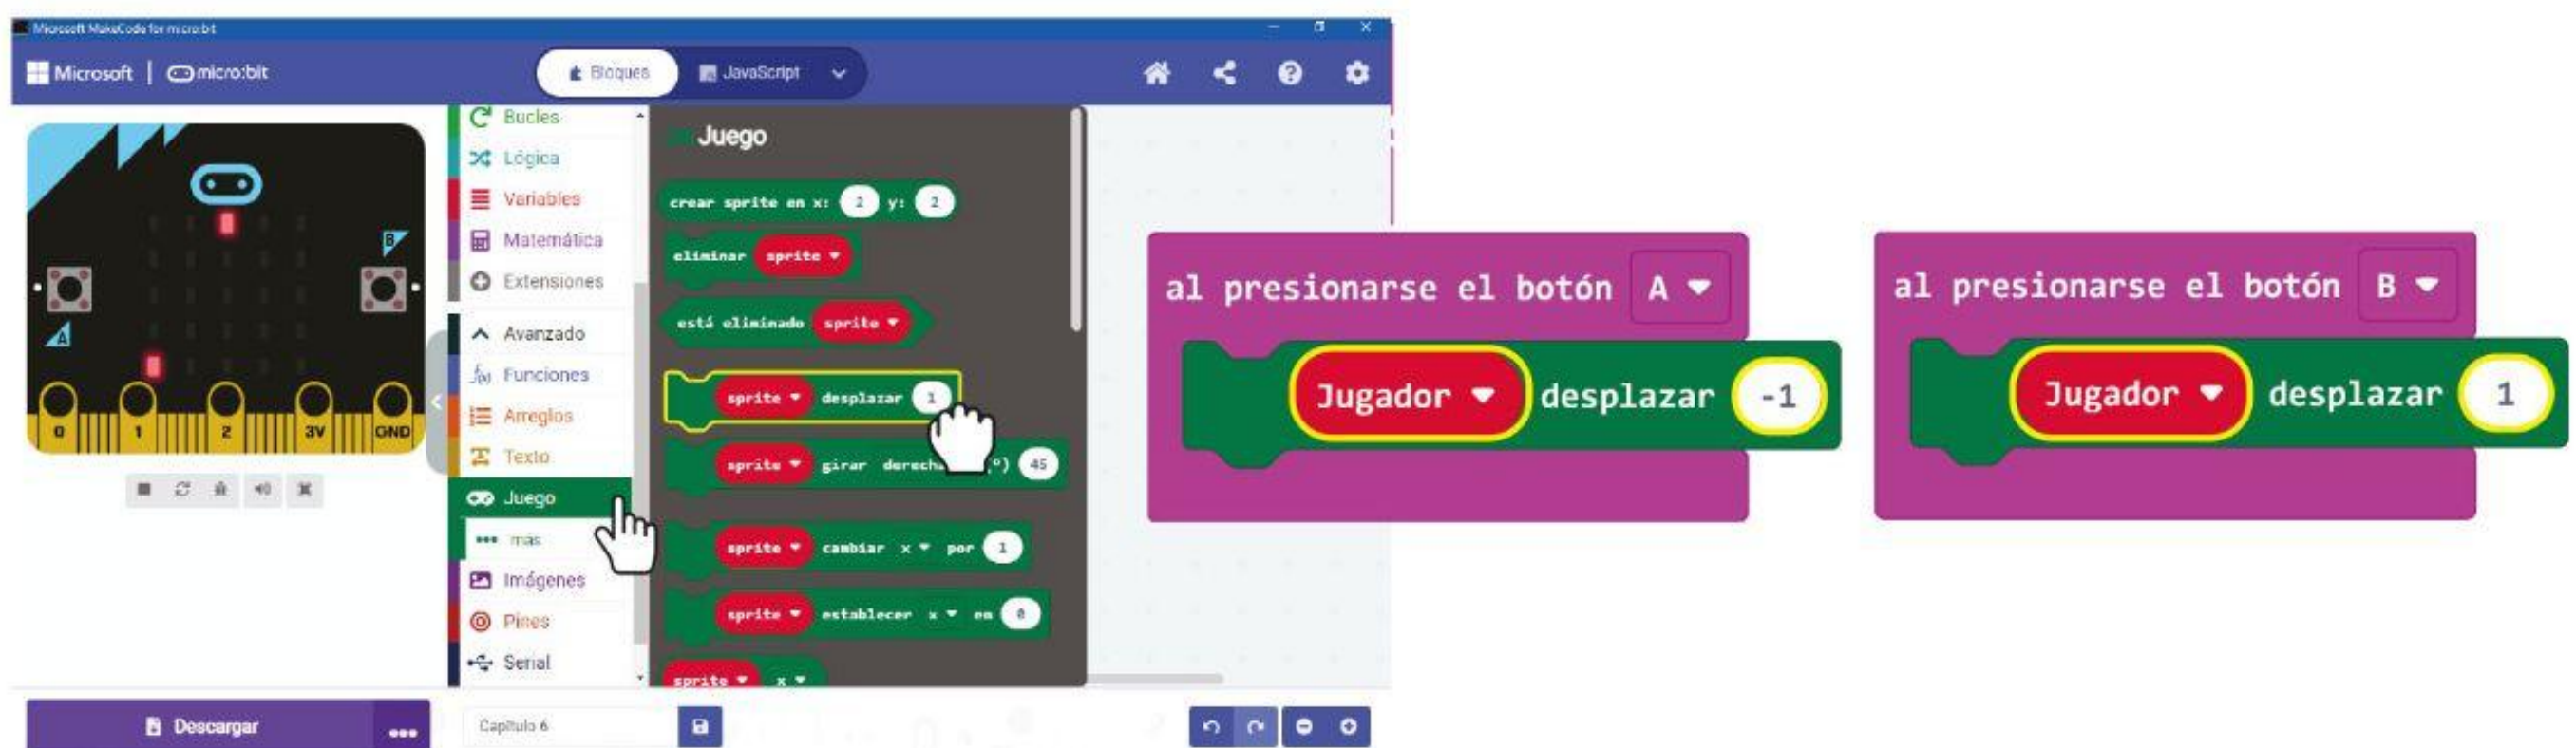 Microsoft MakeCode for micro:bit
Microsoft | micro:bit
Bloques
JavaScript
B
A
0 1 2 3V GND
Bucles
Lógica
Variables
Matemática
Extensiones
Avanzado
Funciones
Arreglos
Texto
Juego
más
Imágenes
Pines
Serial
Juego
crear sprite en x: 2 y: 2
eliminar sprite
está eliminado sprite
sprite desplazar 1
sprite girar derecha (°) 45
sprite cambiar x por 1
sprite establecer x en 0
sprite x
al presionarse el botón A
Jugador desplazar -1
al presionarse el botón B
Jugador desplazar 1
Descargar
Capítulo 6